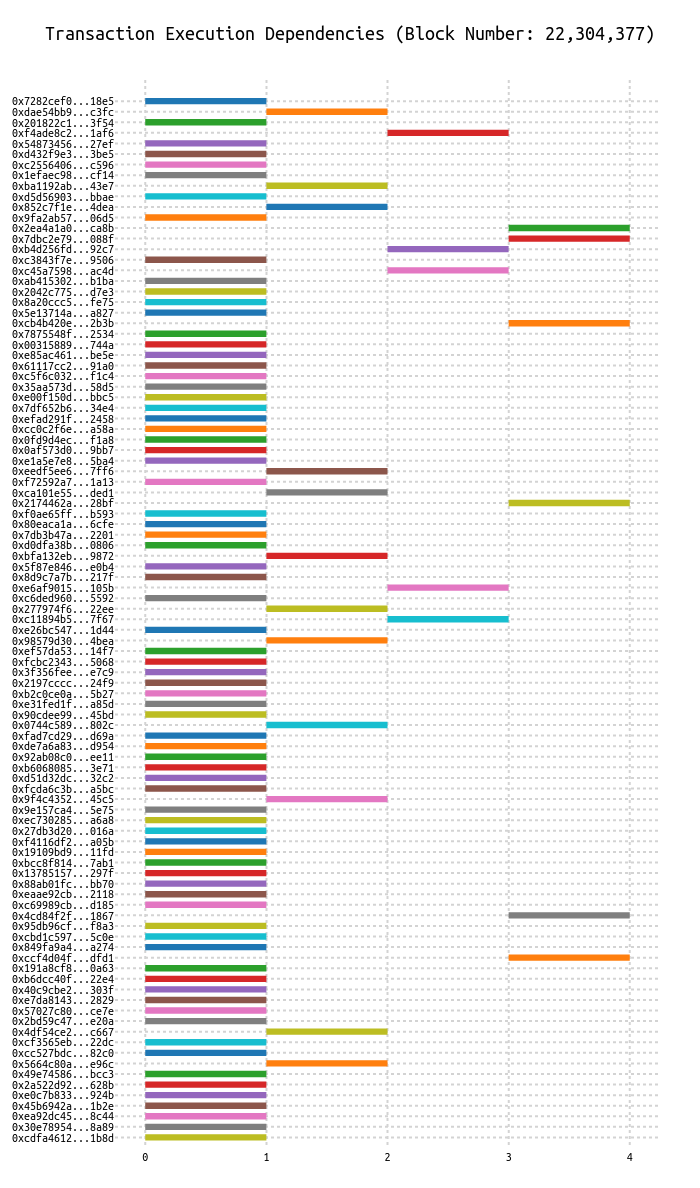 Transaction Execution Dependencies (Block Number: 22,304,377)
0x7282cef0...18e5
0xdae54bb9...c3fc
0x201822c1...3f54
0xf4ade8c2...1af6
0x54873456...27ef
0xd432f9e3...3be5
0xc2556406...c596
0x1efaec98...cf14
0xba1192ab...43e7
0xd5d56903...bbae
0x852c7f1e...4dea
0x9fa2ab57...06d5
0x2ea4a1a0...ca8b
0x7dbc2e79...088f
0xb4d256fd...92c7
0xc3843f7e...9506
0xc45a7598...ac4d
0xab415302...b1ba
0x2042c775...d7e3
0x8a20ccc5...fe75
0x5e13714a...a827
0xcb4b420e...2b3b
0x7875548f...2534
0x00315889...744a
0xe85ac461...be5e
0x61117cc2...91a0
0xc5f6c032...f1c4
0x35aa573d...58d5
0xe00f150d...bbc5
0x7df652b6...34e4
0xefad291f...2458
0xcc0c2f6e...a58a
0x0fd9d4ec...f1a8
0x0af573d0...9bb7
0xe1a5e7e8...5ba4
0xeedf5ee6...7ff6
0xf72592a7...1a13
0xca101e55...ded1
0x2174462a...28bf
0xf0ae65ff...b593
0x80eaca1a...6cfe
0x7db3b47a...2201
0xd0dfa38b...0806
0xbfa132eb...9872
0x5f87e846...e0b4
0x8d9c7a7b...217f
0xe6af9015...105b
0xc6ded960...5592
0x277974f6...22ee
0xc11894b5...7f67
0xe26bc547...1d44
0x98579d30...4bea
0xef57da53...14f7
0xfcbc2343...5068
0x3f356fee...e7c9
0x2197cccc...24f9
0xb2c0ce0a...5b27
0xe31fed1f...a85d
0x90cdee99...45bd
0x0744c589...802c
0xfad7cd29...d69a
0xde7a6a83...d954
0x92ab08c0...ee11
0xb6068085...3e71
0xd51d32dc...32c2
0xfcda6c3b...a5bc
0x9f4c4352...45c5
0x9e157ca4...5e75
0xec730285...a6a8
0x27db3d20...016a
0xf4116df2...a05b
0x19109bd9...11fd
0xbcc8f814...7ab1
0x13785157...297f
0x88ab01fc...bb70
0xeaae92cb...2118
0xc69989cb...d185
0x4cd84f2f...1867
0x95db96cf...f8a3
0xcbd1c597...5c0e
0x849fa9a4...a274
0xccf4d04f...dfd1
0x191a8cf8...0a63
0xb6dcc40f...22e4
0x40c9cbe2...303f
0xe7da8143...2829
0x57027c80...ce7e
0x2bd59c47...e20a
0x4df54ce2...c667
0xcf3565eb...22dc
0xcc527bdc...82c0
0x5664c80a...e96c
0x49e74586...bcc3
0x2a522d92...628b
0xe0c7b833...924b
0x45b6942a...1b2e
0xea92dc45...8c44
0x30e78954...8a89
0xcdfa4612...1b8d
0 1 2 3 4